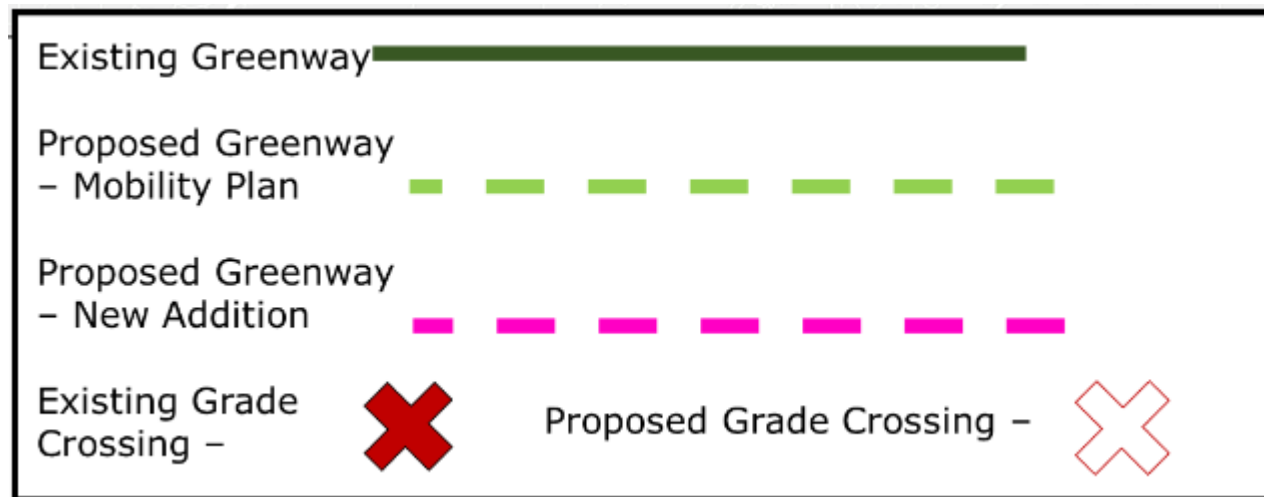 Existing Greenway
Proposed Greenway
– Mobility Plan
Proposed Greenway
– New Addition
Existing Grade
Crossing –
Proposed Grade Crossing –